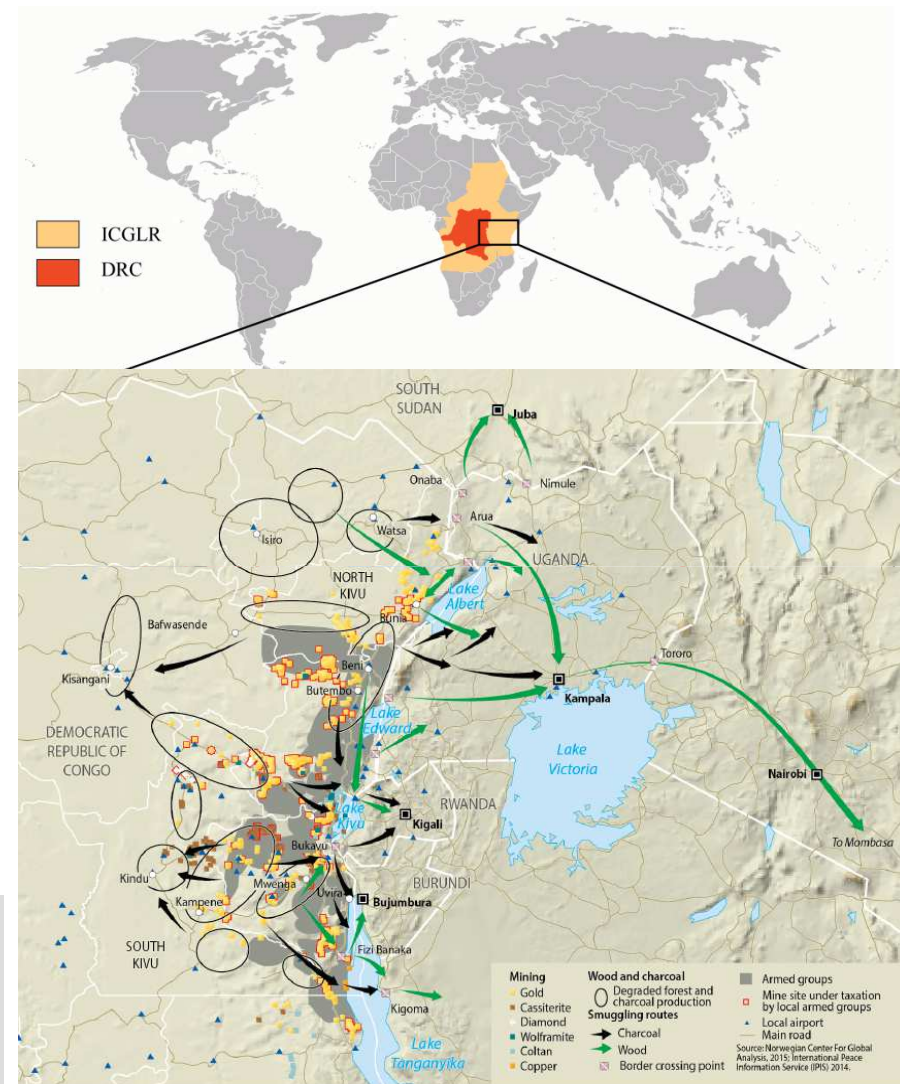 ICGLR
DRC
SOUTH
SUDAN
Juba
Onaba
Nimule
Watsa
Arua
Isiro
UGANDA
NORTH
KIVU
Lake
Albert
Bunia
Bafwasende
Tororo
Kisangani
Beni
Butembo
Kampala
Lake
Edward
DEMOCRATIC
REPUBLIC OF
CONGO
Lake
Victoria
Nairobi
Lake
Kivu
RWANDA
Kigali
To Mombasa
Bukavu
Kindu
Mwenga
BURUNDI
Uvira
Kampene
Bujumbura
SOUTH
KIVU
Fizi Banaka
Kigoma
Lake
Tanganyika
Mining
Gold
Cassiterite
Diamond
Wolframite
Coltan
Copper
Wood and charcoal
Degraded forest and
charcoal production
Smuggling routes
Charcoal
Wood
Border crossing point
Armed groups
Mine site under taxation
by local armed groups
Local airport
Main road
Source: Norwegian Center For Global
Analysis, 2015; International Peace
Information Service (IPIS) 2014.